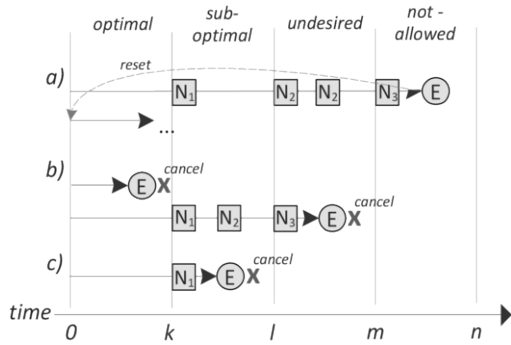 optimal sub-optimal undesired not-allowed
reset
a) N1 N2 N2 N3 E
...
b) E X cancel
N1 N2 N3 E X cancel
c) N1 E X cancel
time
0 k l m n